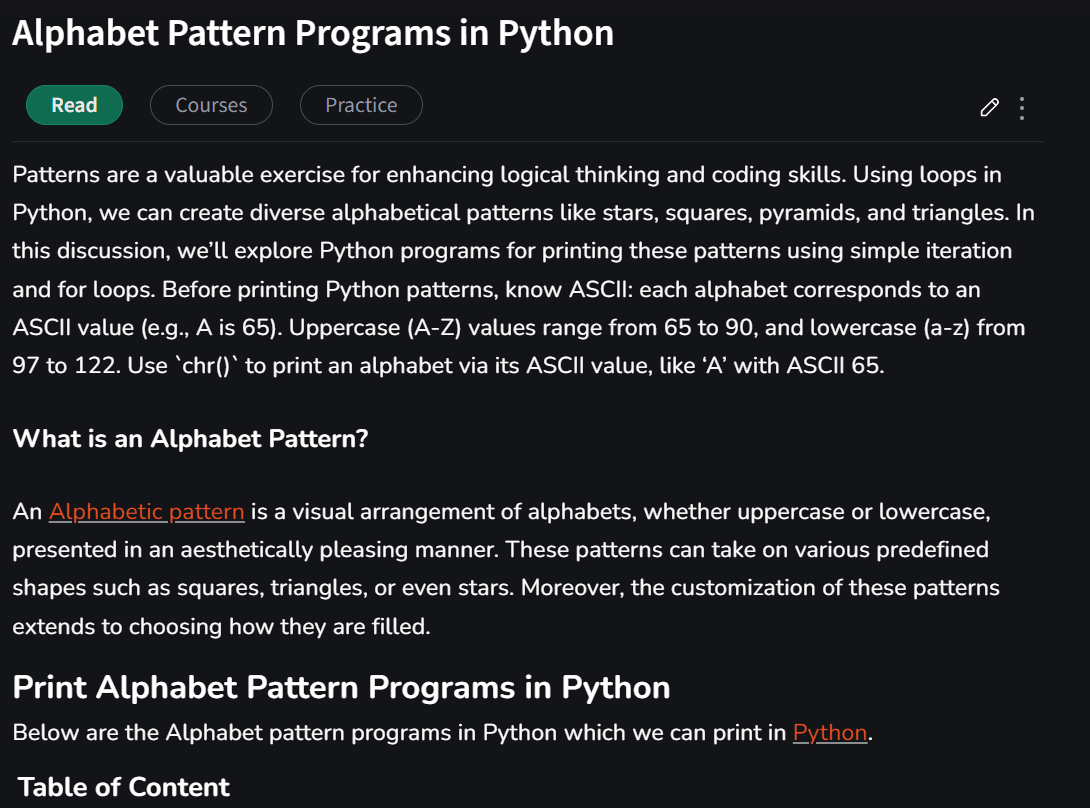 Alphabet Pattern Programs in Python
Read Courses Practice
Patterns are a valuable exercise for enhancing logical thinking and coding skills. Using loops in
Python, we can create diverse alphabetical patterns like stars, squares, pyramids, and triangles. In
this discussion, we’ll explore Python programs for printing these patterns using simple iteration
and for loops. Before printing Python patterns, know ASCII: each alphabet corresponds to an
ASCII value (e.g., A is 65). Uppercase (A-Z) values range from 65 to 90, and lowercase (a-z) from
97 to 122. Use `chr()` to print an alphabet via its ASCII value, like ‘A’ with ASCII 65.
What is an Alphabet Pattern?
An Alphabetic pattern is a visual arrangement of alphabets, whether uppercase or lowercase,
presented in an aesthetically pleasing manner. These patterns can take on various predefined
shapes such as squares, triangles, or even stars. Moreover, the customization of these patterns
extends to choosing how they are filled.
Print Alphabet Pattern Programs in Python
Below are the Alphabet pattern programs in Python which we can print in Python.
Table of Content